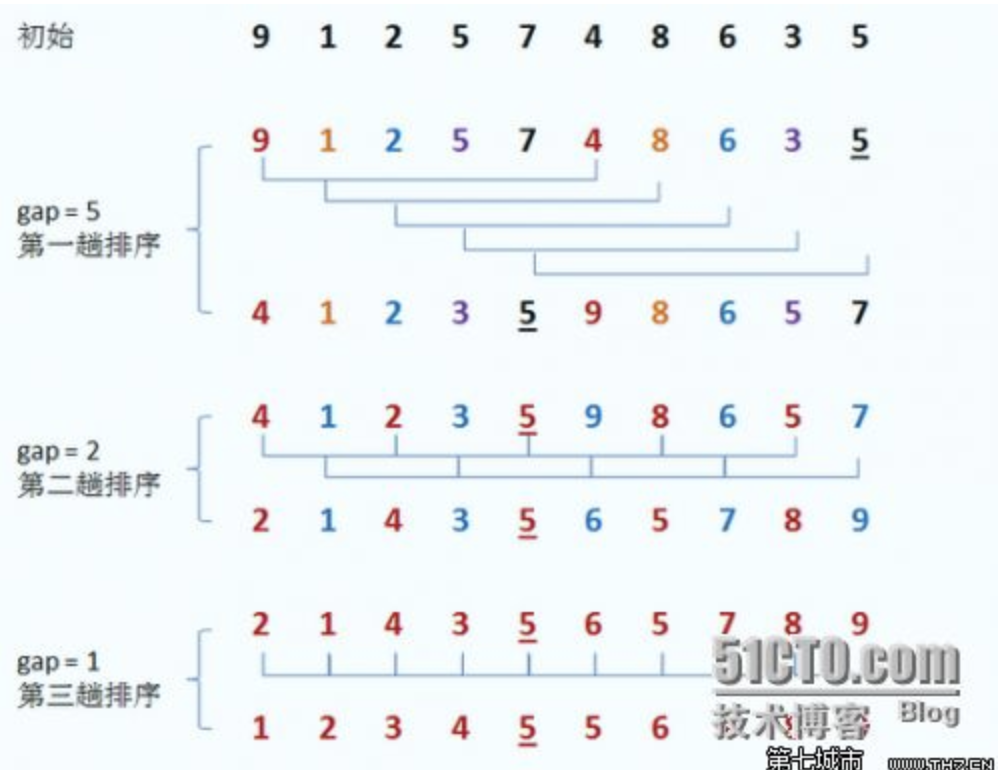 初始 9 1 2 5 7 4 8 6 3 5
9 1 2 5 7 4 8 6 3 5
gap = 5
第一趟排序
4 1 2 3 5 9 8 6 5 7
4 1 2 3 5 9 8 6 5 7
gap = 2
第二趟排序
2 1 4 3 5 6 5 7 8 9
2 1 4 3 5 6 5 7 8 9
gap = 1
第三趟排序
51CTO.com
1 2 3 4 5 5 6
技术博客 Blog
第七城市